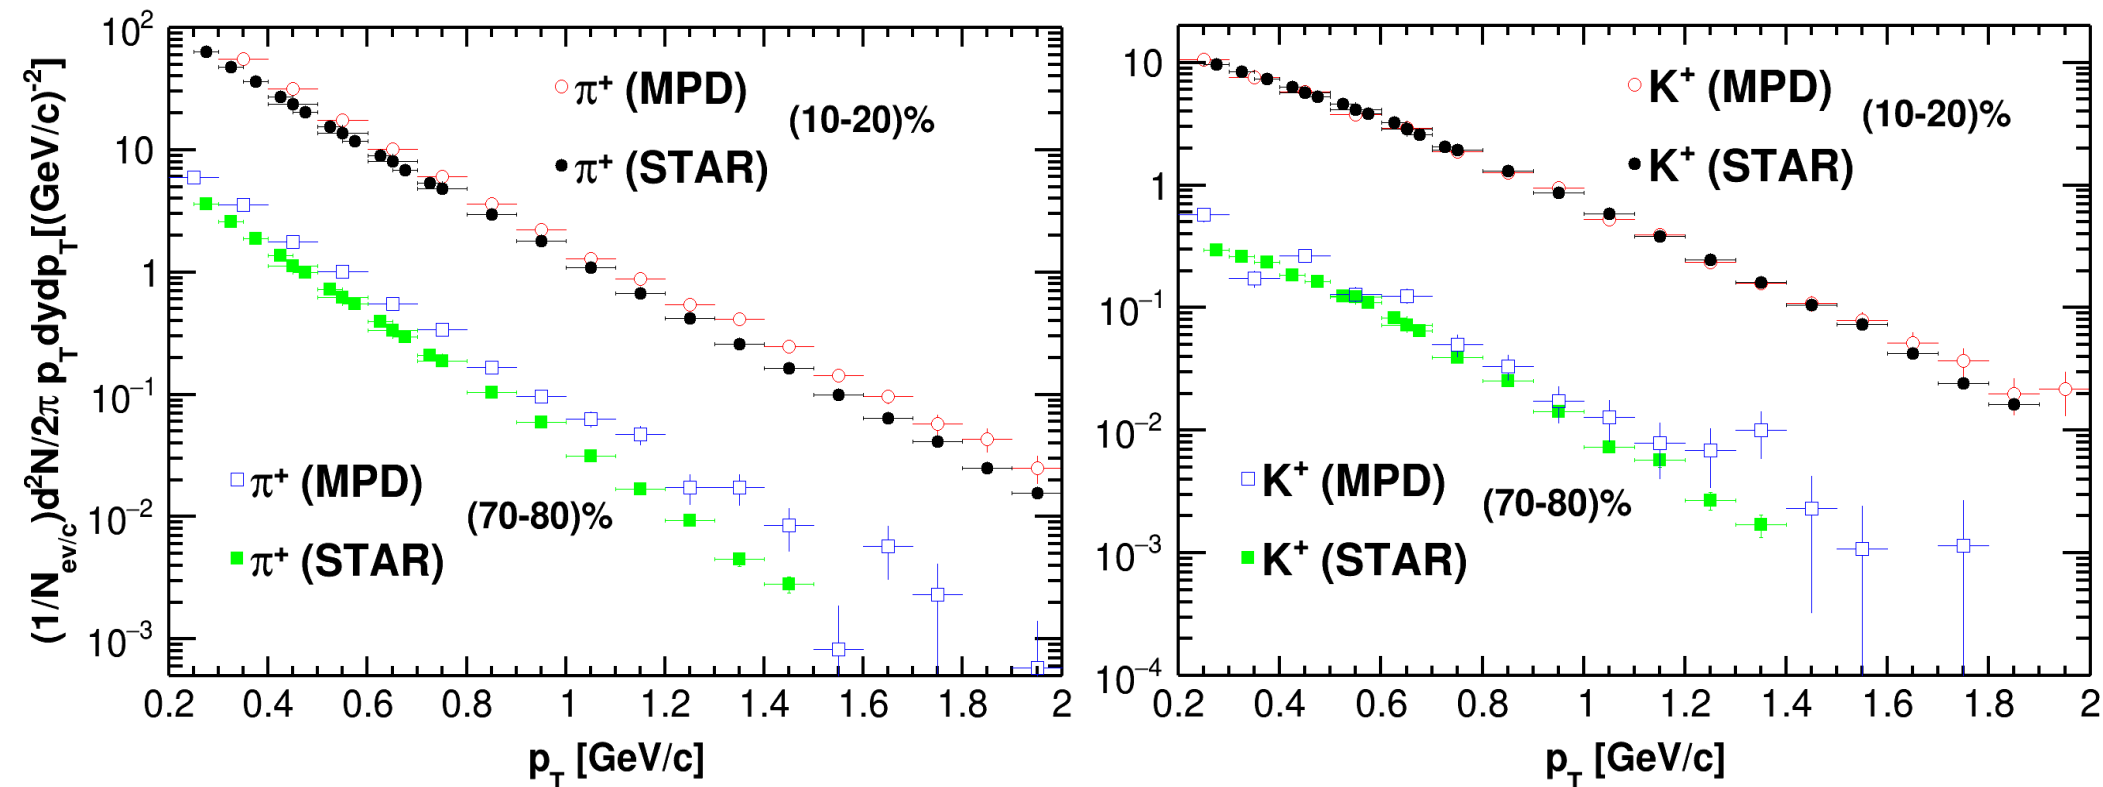 (1/N_ev/c)d²N/2π p_T dydp_T[(GeV/c)⁻²]
10²
10
1
10⁻¹
10⁻²
10⁻³
π⁺ (MPD)
(10-20)%
π⁺ (STAR)
π⁺ (MPD)
(70-80)%
π⁺ (STAR)
0.2 0.4 0.6 0.8 1 1.2 1.4 1.6 1.8 2
p_T [GeV/c]
10
1
10⁻¹
10⁻²
10⁻³
10⁻⁴
K⁺ (MPD)
(10-20)%
K⁺ (STAR)
K⁺ (MPD)
(70-80)%
K⁺ (STAR)
0.2 0.4 0.6 0.8 1 1.2 1.4 1.6 1.8 2
p_T [GeV/c]